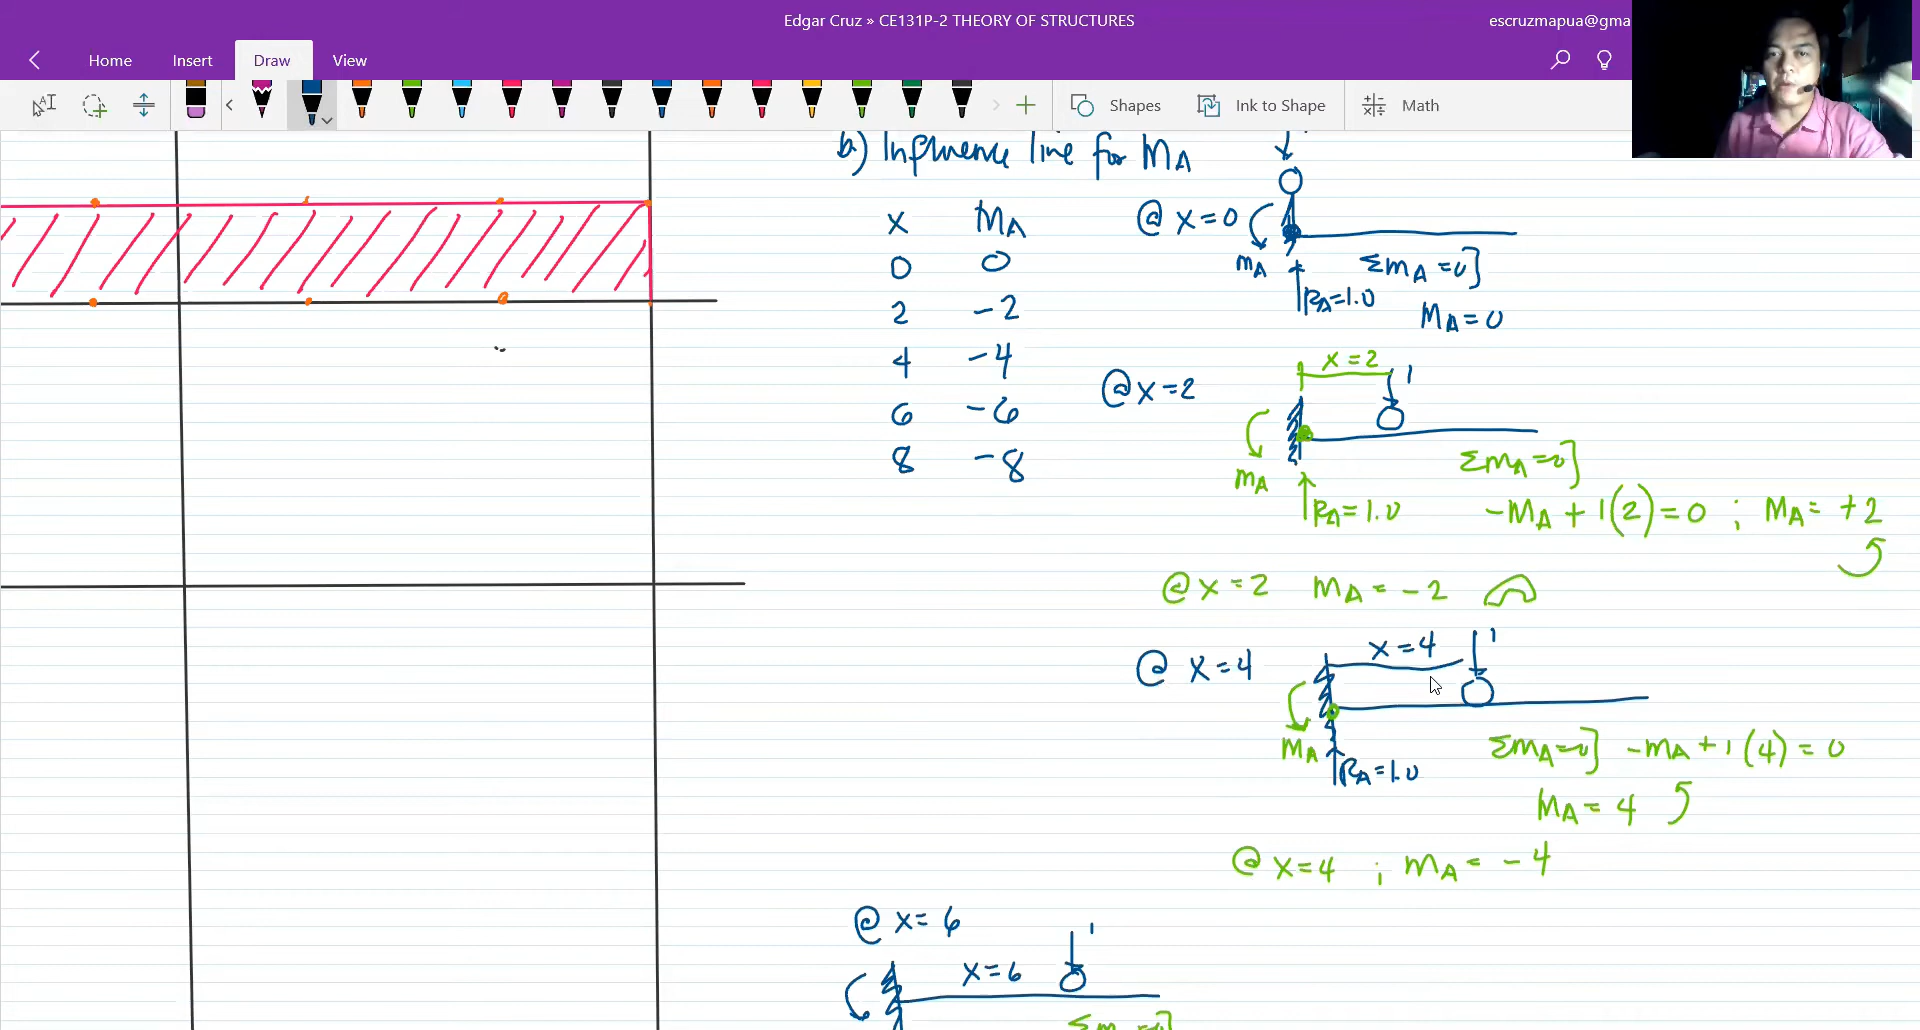 Edgar Cruz » CE131P-2 THEORY OF STRUCTURES
escruzmapua@gma
Home Insert Draw View
Shapes Ink to Shape Math
b) Influence line for MA
x MA
0 0
2 -2
4 -4
6 -6
8 -8
@ x=0
MA
RA=1.0
ΣMA=0]
MA=0
@x=2
x=2
1
MA
RA=1.0
ΣMA=0]
-MA+1(2)=0 ; MA= +2
@x=2 MA= -2
@ x=4
x=4
1
MA
RA=1.0
ΣMA=0] -MA+1(4)=0
MA= 4
@ x=4 ; MA= -4
@ x= 6
x=6
1